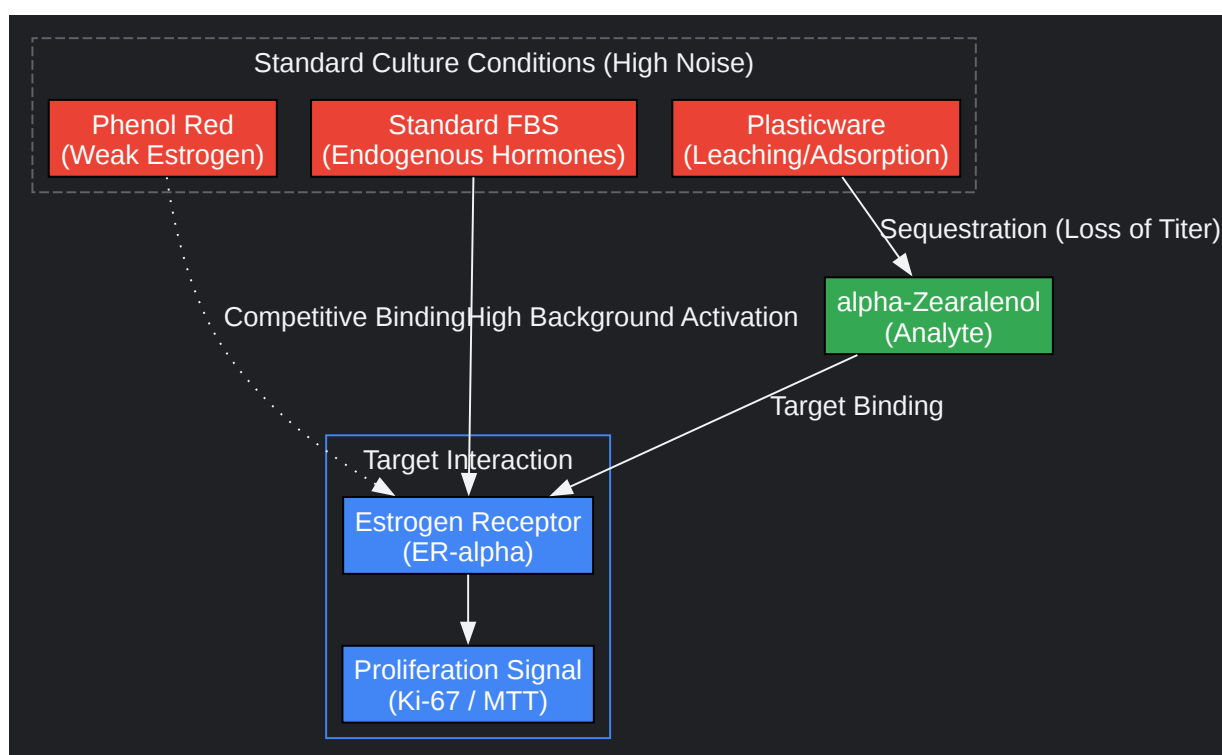 Standard Culture Conditions (High Noise)
Phenol Red
(Weak Estrogen)
Standard FBS
(Endogenous Hormones)
Plasticware
(Leaching/Adsorption)
Sequestration (Loss of Titer)
alpha-Zearalenol
(Analyte)
Competitive Binding
High Background Activation
Target Binding
Target Interaction
Estrogen Receptor
(ER-alpha)
Proliferation Signal
(Ki-67 / MTT)